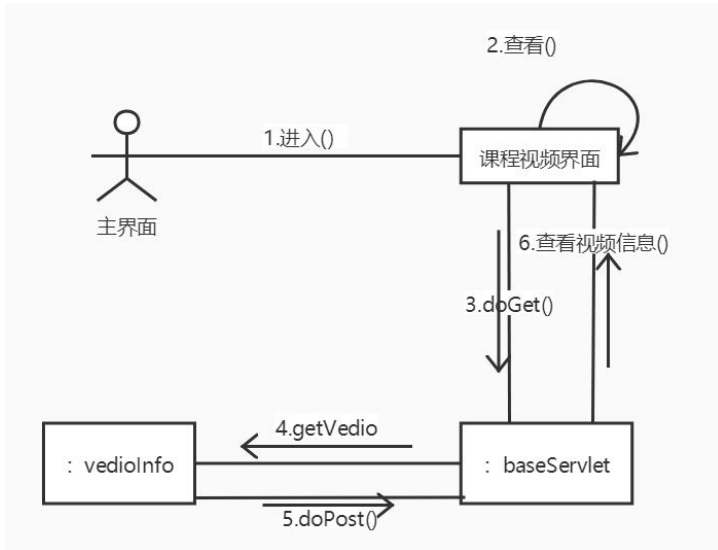 2.查看()
1.进入()
课程视频界面
主界面
6.查看视频信息()
3.doGet()
4.getVedio
：vedioInfo
：baseServlet
5.doPost()